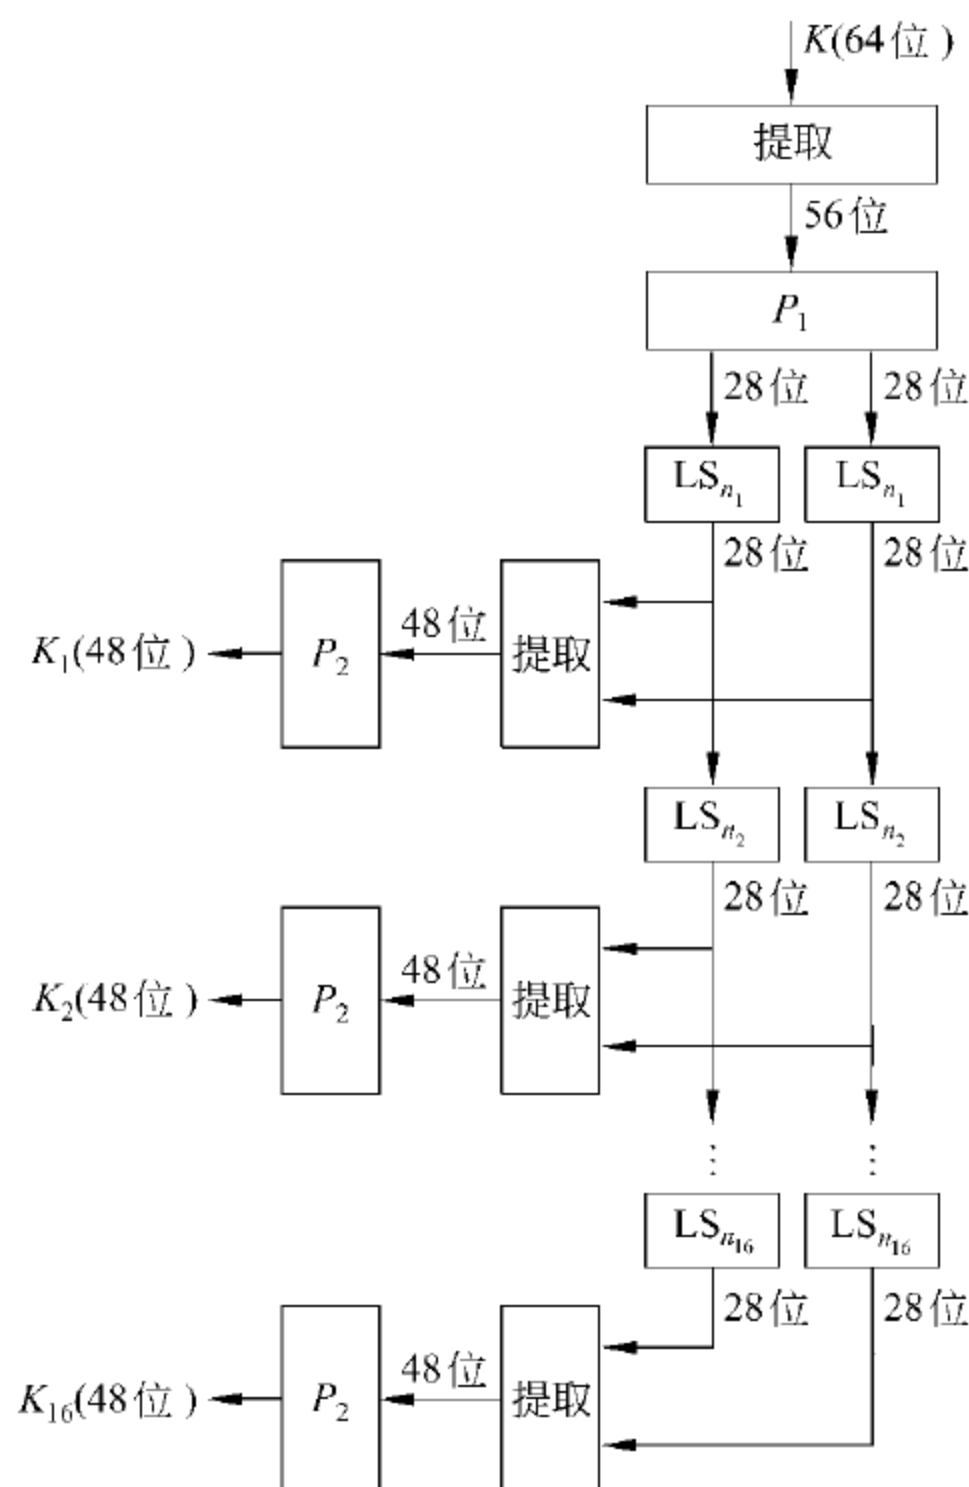 K(64位)
提取
56位
P₁
28位 28位
LSn₁ LSn₁
28位 28位
K₁(48位) P₂ 48位 提取
LSn₂ LSn₂
28位 28位
K₂(48位) P₂ 48位 提取
⋮ ⋮
LSn₁₆ LSn₁₆
28位 28位
K₁₆(48位) P₂ 48位 提取